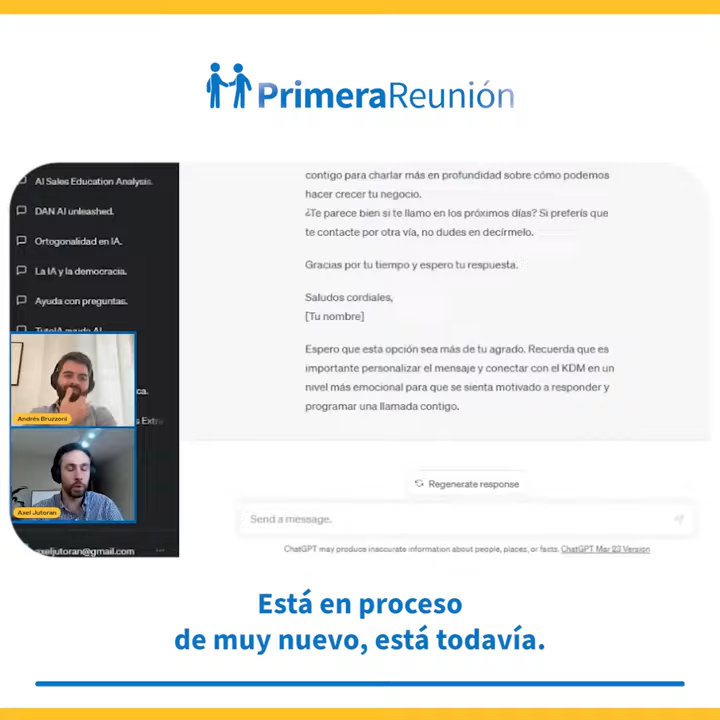 PrimeraReunión
AI Sales Education Analysis.
DAN AI unleashed.
Ortogonalidad en IA.
La IA y la democracia.
Ayuda con preguntas.
ca.
s Extra
Andrés Bruzzoni
Axel Jutoran
axeljutoran@gmail.com
contigo para charlar más en profundidad sobre cómo podemos
hacer crecer tu negocio.
¿Te parece bien si te llamo en los próximos días? Si preferís que
te contacte por otra vía, no dudes en decírmelo.
Gracias por tu tiempo y espero tu respuesta.
Saludos cordiales,
[Tu nombre]
Espero que esta opción sea más de tu agrado. Recuerda que es
importante personalizar el mensaje y conectar con el KDM en un
nivel más emocional para que se sienta motivado a responder y
programar una llamada contigo.
Regenerate response
Send a message.
ChatGPT may produce inaccurate information about people, places, or facts. ChatGPT Mar 23 Version
Está en proceso
de muy nuevo, está todavía.